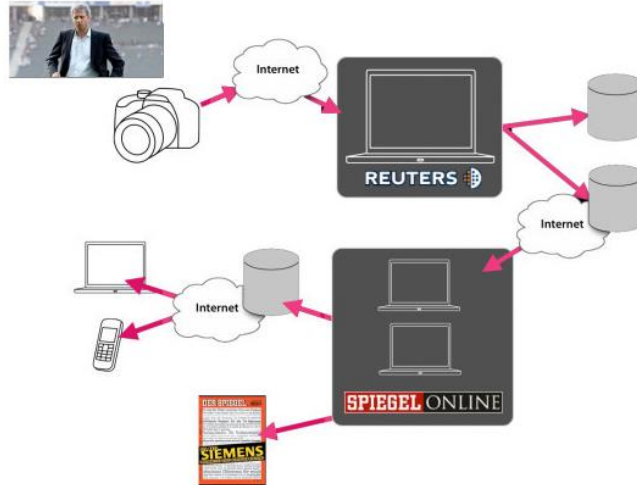 Internet
REUTERS
Internet
Internet
SPIEGEL ONLINE
DER SPIEGEL
SIEMENS